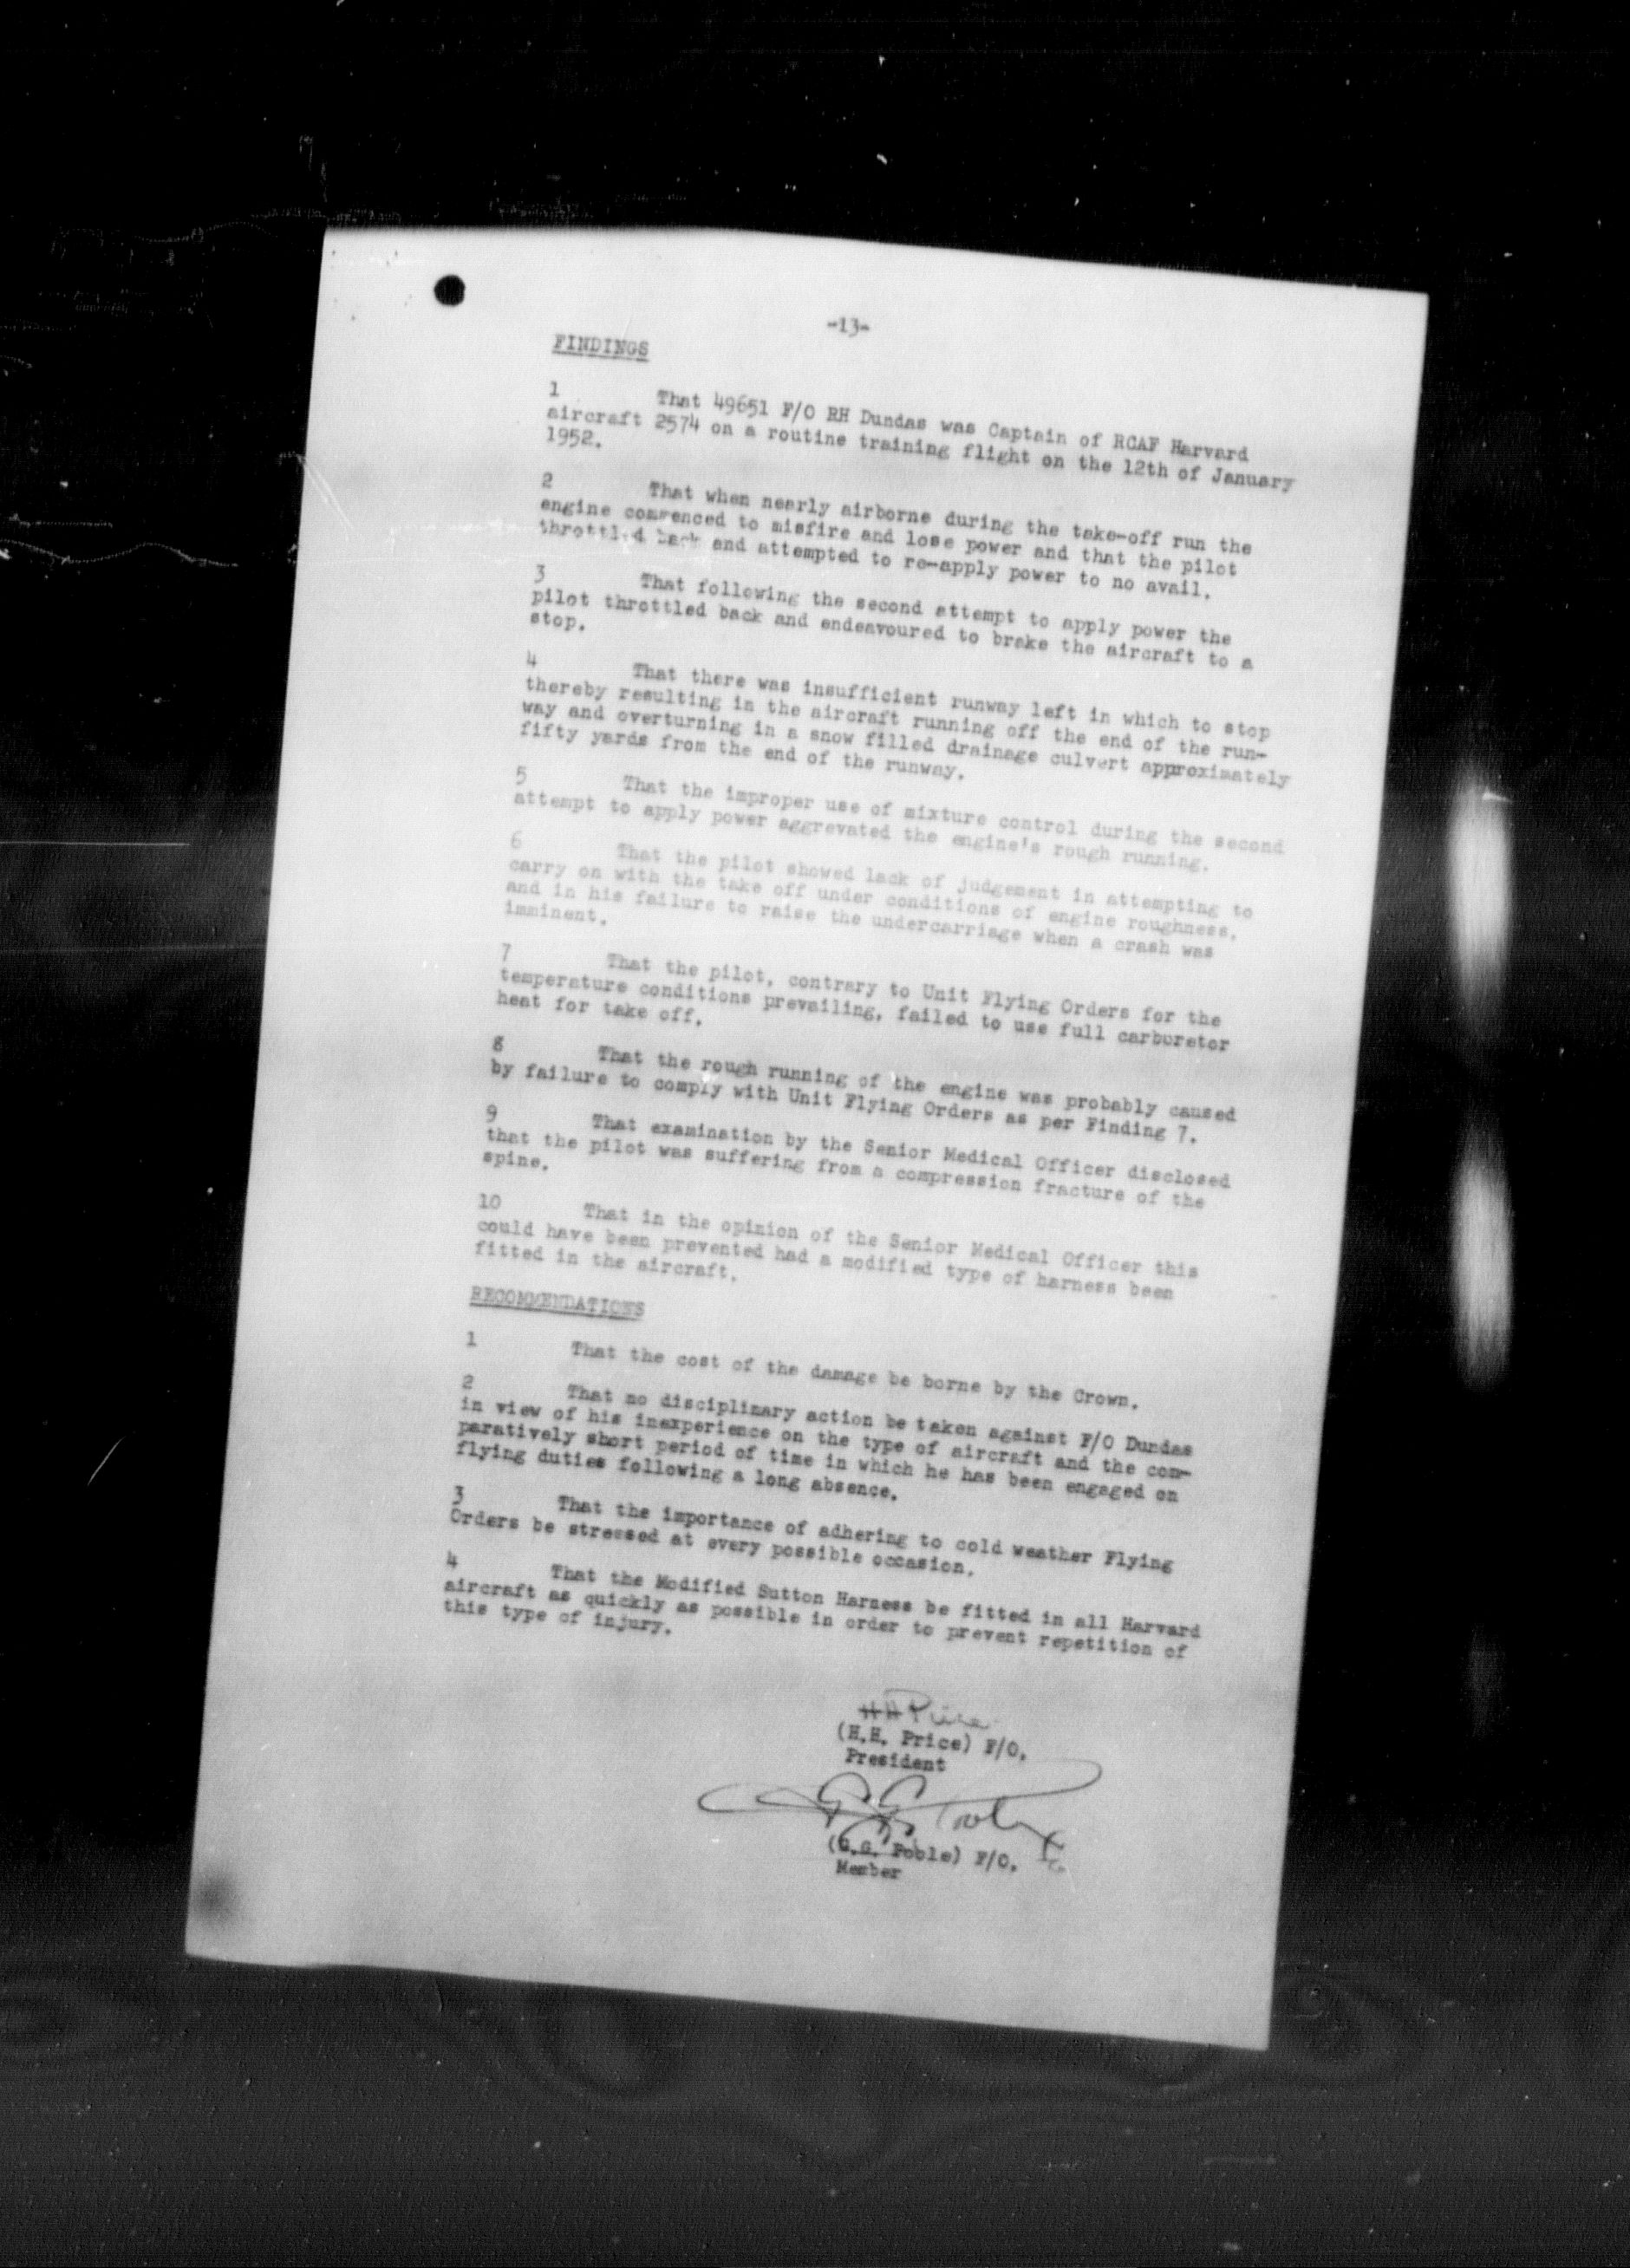 -13-
FINDINGS
1 That 49651 F/O RH Dundas was Captain of RCAF Harvard
aircraft 2574 on a routine training flight on the 12th of January
1952.
2 That when nearly airborne during the take-off run the
engine commenced to misfire and lose power and that the pilot
throttled back and attempted to re-apply power to no avail.
3 That following the second attempt to apply power the
pilot throttled back and endeavoured to brake the aircraft to a
stop.
4 That there was insufficient runway left in which to stop
thereby resulting in the aircraft running off the end of the run-
way and overturning in a snow filled drainage culvert approximately
fifty yards from the end of the runway.
5 That the improper use of mixture control during the second
attempt to apply power aggrevated the engine's rough running.
6 That the pilot showed lack of judgement in attempting to
carry on with the take off under conditions of engine roughness,
and in his failure to raise the undercarriage when a crash was
imminent.
7 That the pilot, contrary to Unit Flying Orders for the
temperature conditions prevailing, failed to use full carburetor
heat for take off.
8 That the rough running of the engine was probably caused
by failure to comply with Unit Flying Orders as per Finding 7.
9 That examination by the Senior Medical Officer disclosed
that the pilot was suffering from a compression fracture of the
spine.
10 That in the opinion of the Senior Medical Officer this
could have been prevented had a modified type of harness been
fitted in the aircraft.
RECOMMENDATIONS
1 That the cost of the damage be borne by the Crown.
2 That no disciplinary action be taken against F/O Dundas
in view of his inexperience on the type of aircraft and the com-
paratively short period of time in which he has been engaged on
flying duties following a long absence.
3 That the importance of adhering to cold weather Flying
Orders be stressed at every possible occasion.
4 That the Modified Sutton Harness be fitted in all Harvard
aircraft as quickly as possible in order to prevent repetition of
this type of injury.
HH Price
(H.H. Price) F/O.
President
(G.G. Poole) F/O.
Member